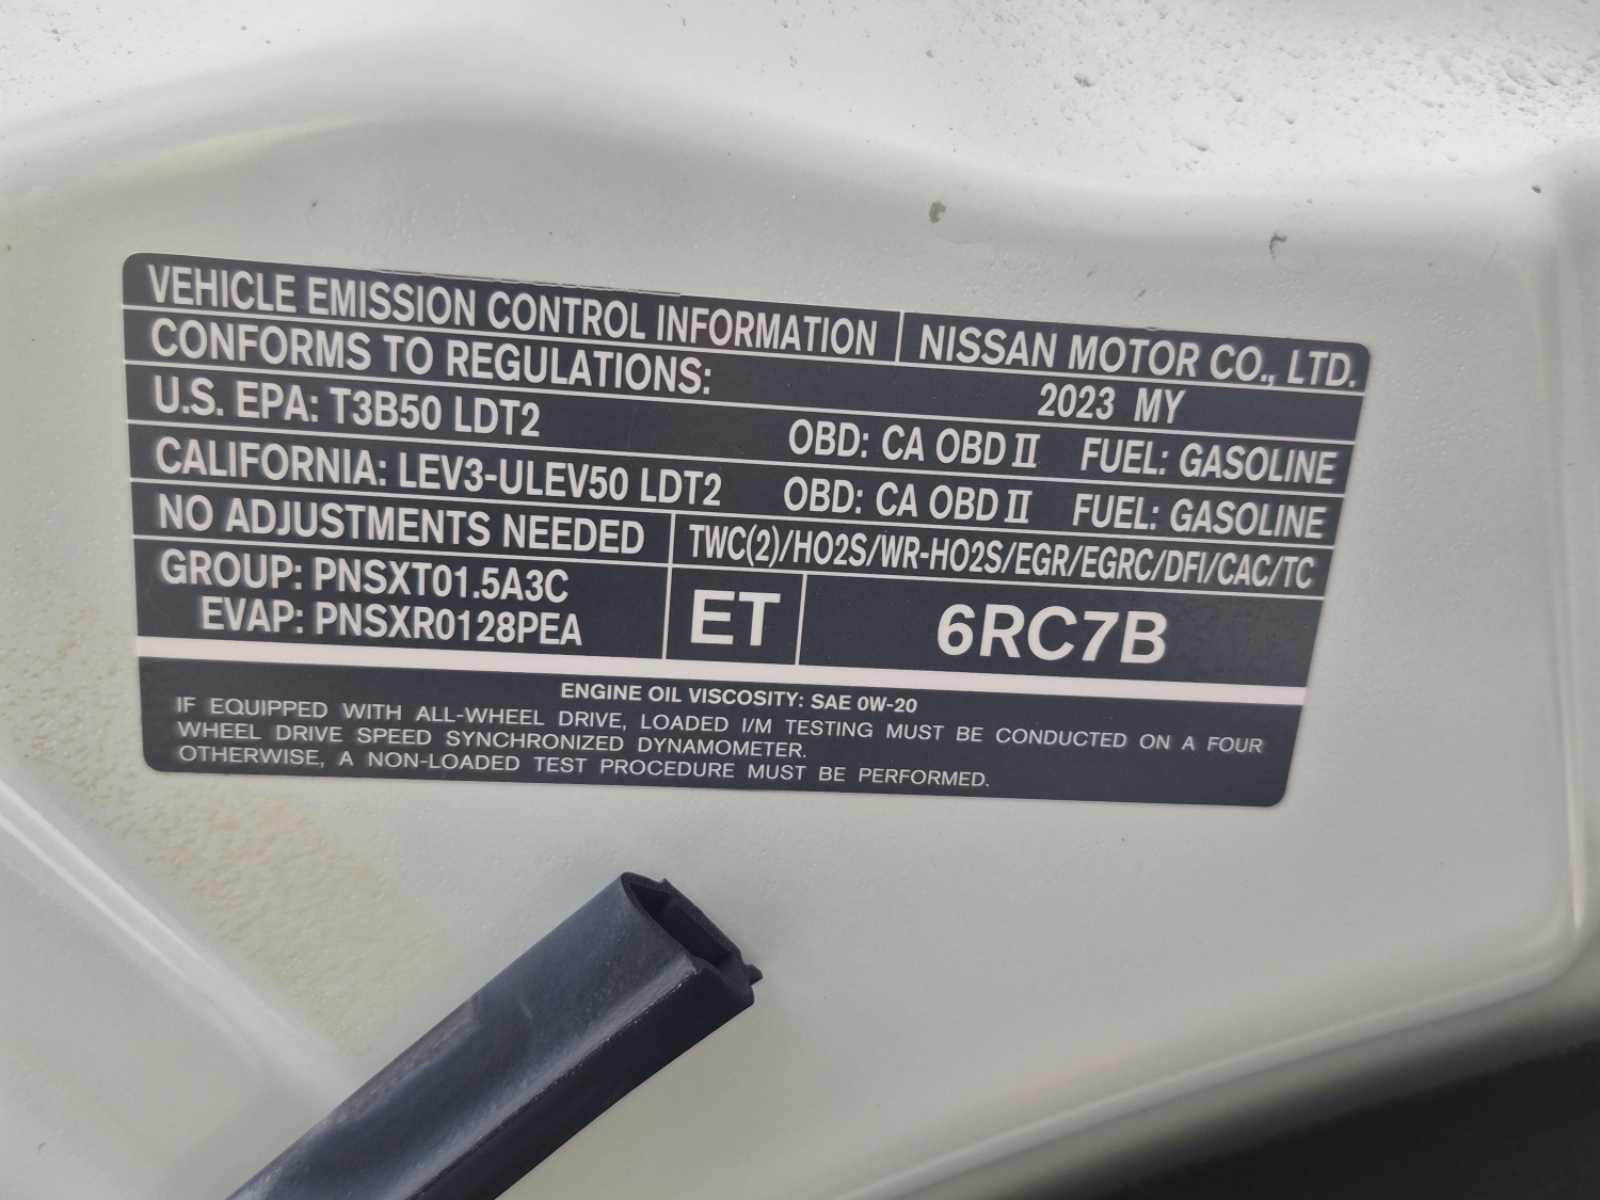 VEHICLE EMISSION CONTROL INFORMATION NISSAN MOTOR CO., LTD.
CONFORMS TO REGULATIONS: 2023 MY
U.S. EPA: T3B50 LDT2 OBD: CA OBD II FUEL: GASOLINE
CALIFORNIA: LEV3-ULEV50 LDT2 OBD: CA OBD II FUEL: GASOLINE
NO ADJUSTMENTS NEEDED TWC(2)/HO2S/WR-HO2S/EGR/EGRC/DFI/CAC/TC
GROUP: PNSXT01.5A3C
EVAP: PNSXR0128PEA
ET
6RC7B
ENGINE OIL VISCOSITY: SAE 0W-20
IF EQUIPPED WITH ALL-WHEEL DRIVE, LOADED I/M TESTING MUST BE CONDUCTED ON A FOUR
WHEEL DRIVE SPEED SYNCHRONIZED DYNAMOMETER.
OTHERWISE, A NON-LOADED TEST PROCEDURE MUST BE PERFORMED.